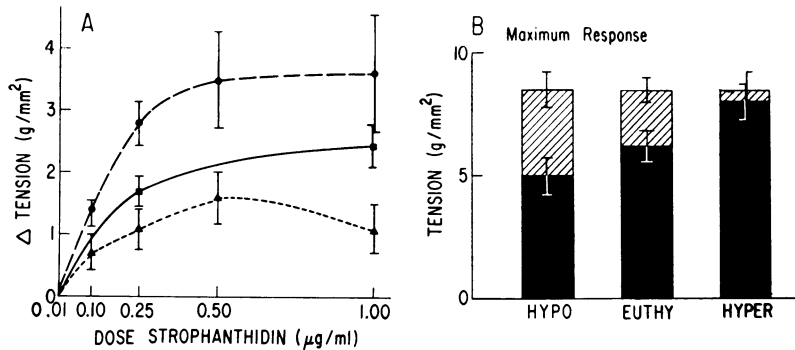 A
Δ TENSION (g/mm²)
4
3
2
1
0
0.01 0.10 0.25 0.50 1.00
DOSE STROPHANTHIDIN (μg/ml)
B Maximum Response
TENSION (g/mm²)
10
5
0
HYPO EUTHY HYPER